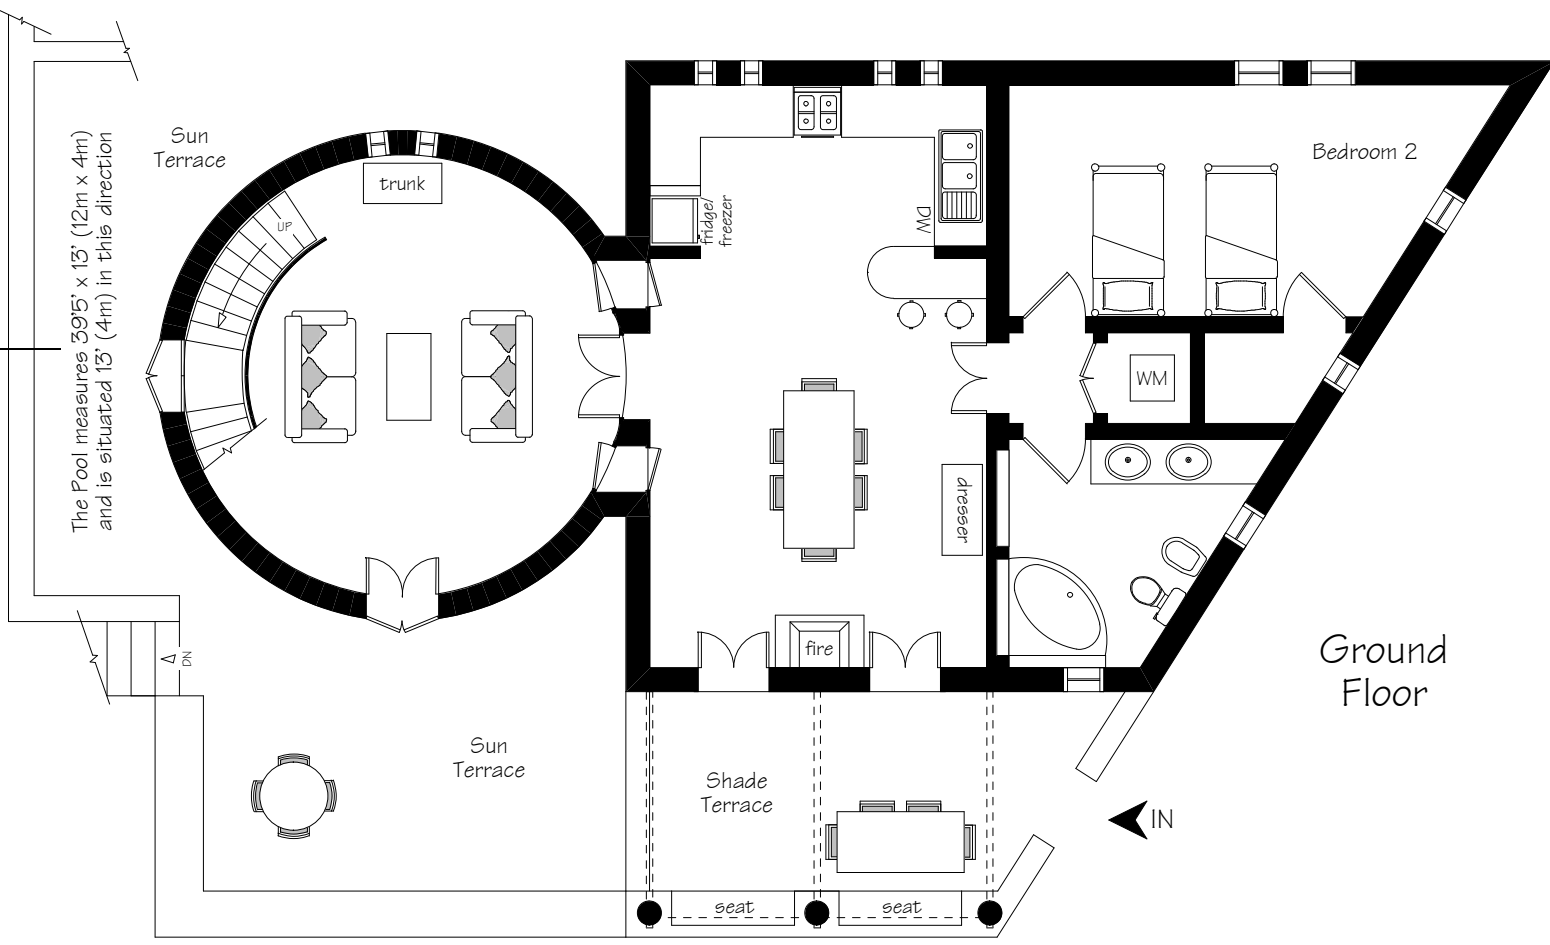 The Pool measures 39'5' x 13' (12m x 4m)
and is situated 13' (4m) in this direction
Sun
Terrace
trunk
UP
fridge/
freezer
DW
Bedroom 2
WM
dresser
fire
Ground
Floor
DN
Sun
Terrace
Shade
Terrace
IN
seat
seat